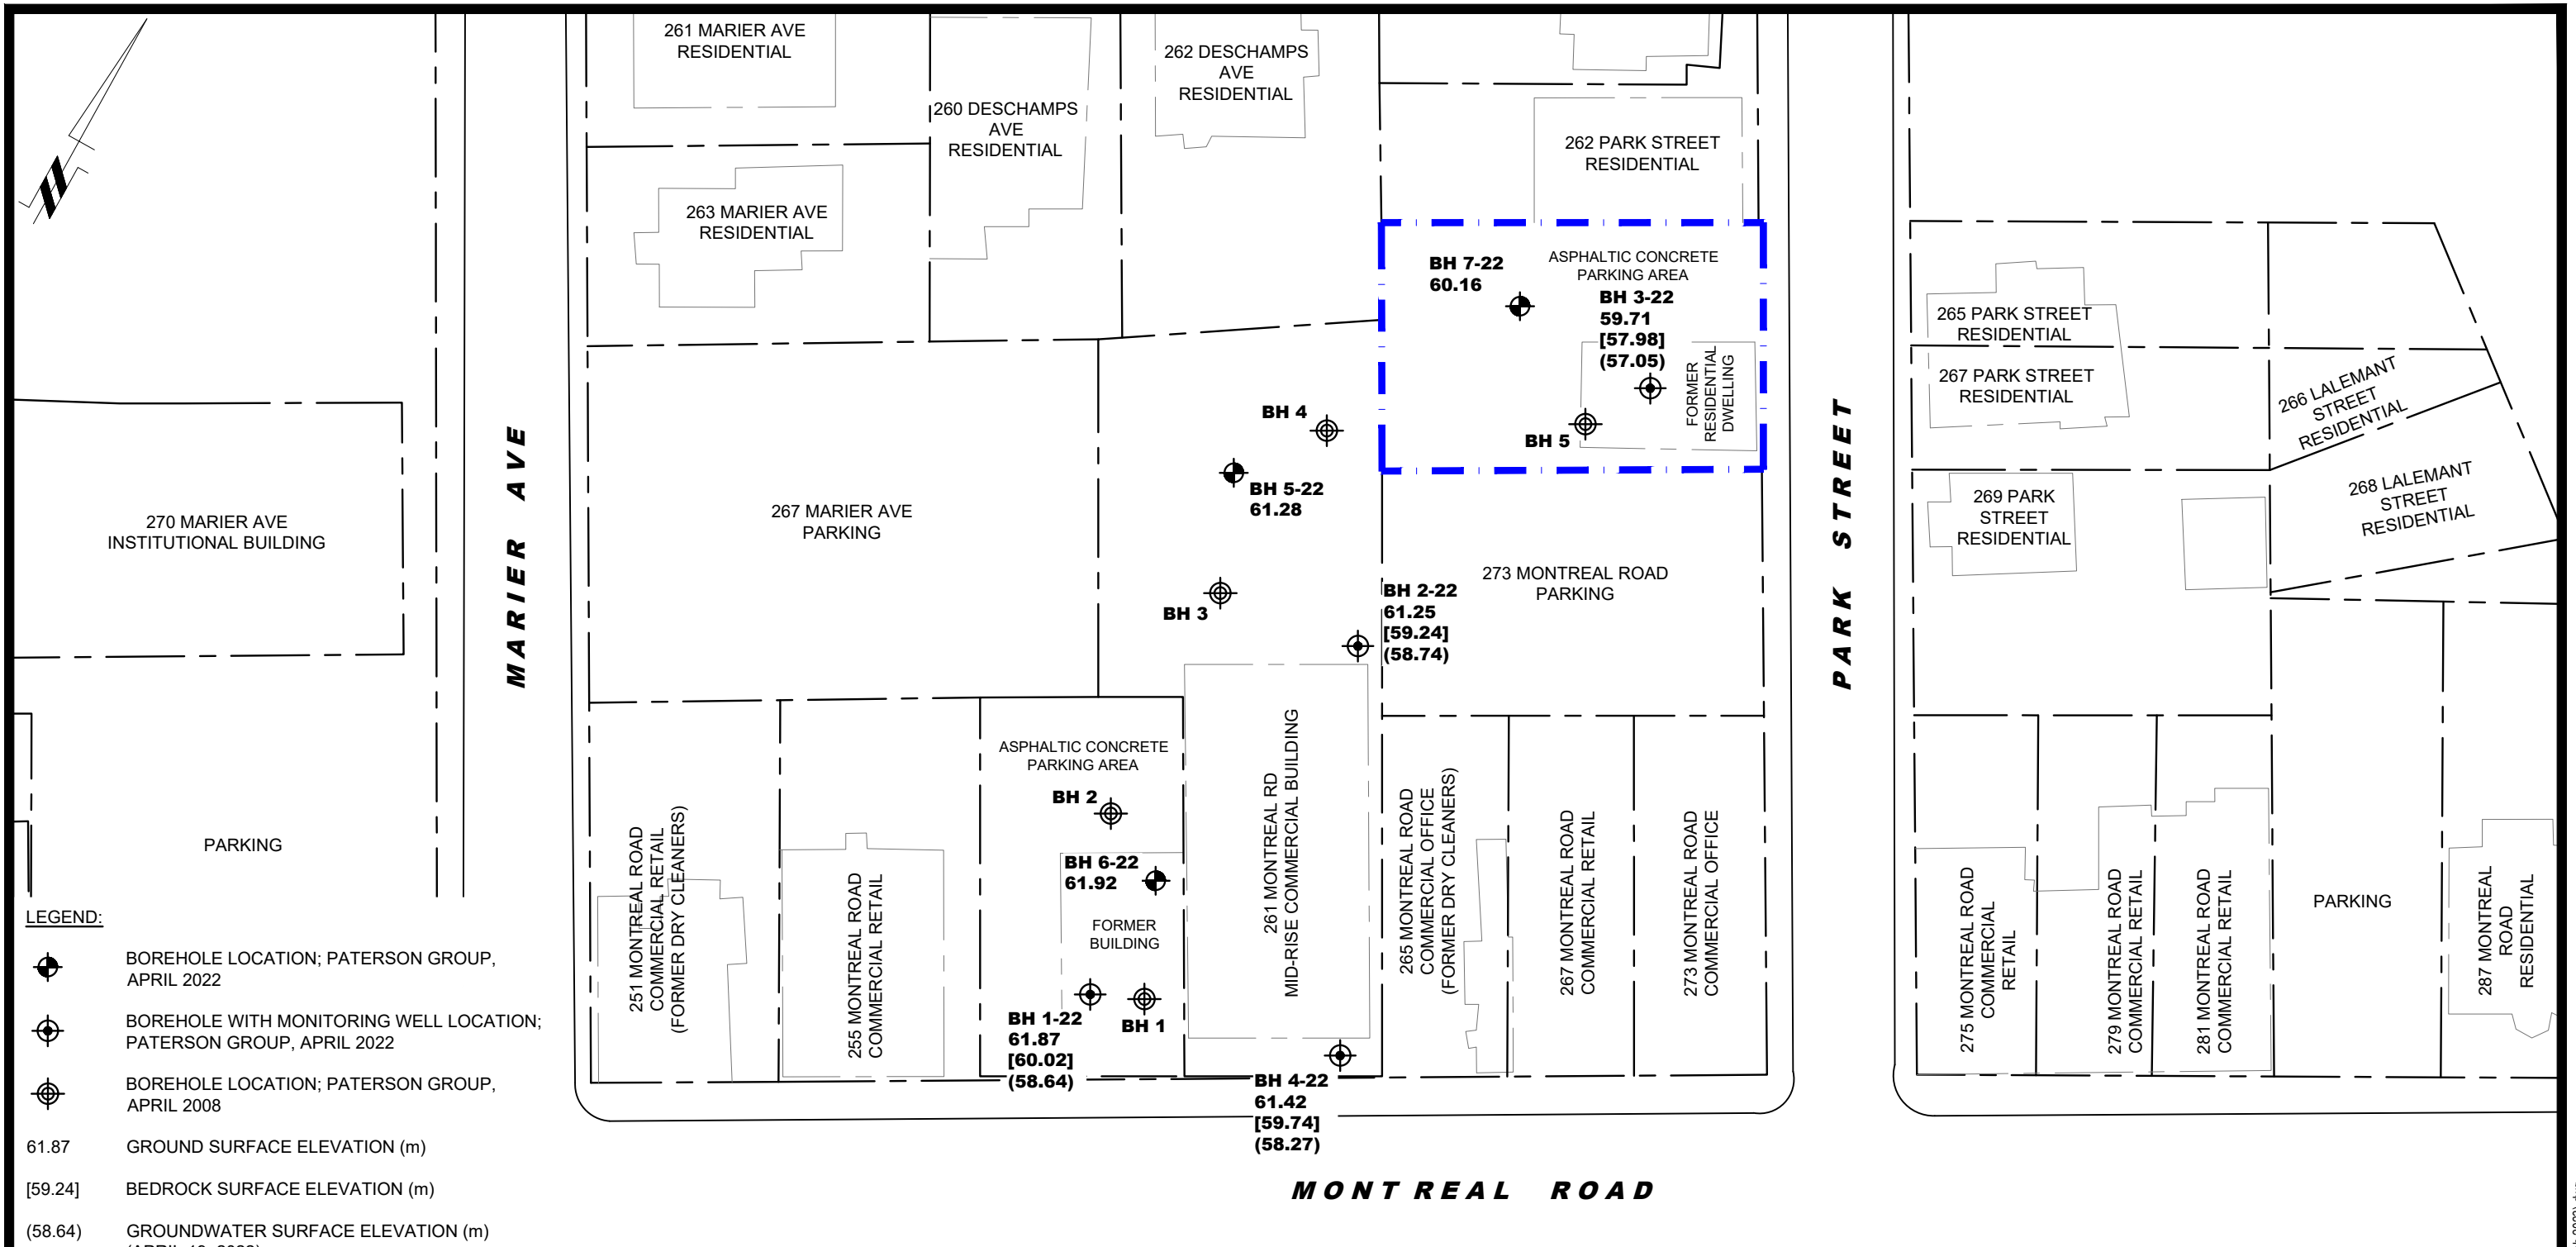 261 MARIER AVE
RESIDENTIAL
262 DESCHAMPS
AVE
RESIDENTIAL
260 DESCHAMPS
AVE
RESIDENTIAL
262 PARK STREET
RESIDENTIAL
263 MARIER AVE
RESIDENTIAL
BH 7-22
60.16
ASPHALTIC CONCRETE
PARKING AREA
BH 3-22
59.71
[57.98]
(57.05)
FORMER
RESIDENTIAL
DWELLING
BH 5
265 PARK STREET
RESIDENTIAL
267 PARK STREET
RESIDENTIAL
266 LALEMANT
STREET
RESIDENTIAL
268 LALEMANT
STREET
RESIDENTIAL
269 PARK
STREET
RESIDENTIAL
BH 4
BH 5-22
61.28
270 MARIER AVE
INSTITUTIONAL BUILDING
MARIER AVE
267 MARIER AVE
PARKING
BH 3
BH 2-22
61.25
[59.24]
(58.74)
273 MONTREAL ROAD
PARKING
PARK STREET
PARKING
ASPHALTIC CONCRETE
PARKING AREA
BH 2
BH 6-22
61.92
FORMER
BUILDING
BH 1-22
61.87
[60.02]
(58.64)
BH 1
251 MONTREAL ROAD
COMMERCIAL RETAIL
(FORMER DRY CLEANERS)
255 MONTREAL ROAD
COMMERCIAL RETAIL
261 MONTREAL RD
MID-RISE COMMERCIAL BUILDING
265 MONTREAL ROAD
COMMERCIAL OFFICE
(FORMER DRY CLEANERS)
267 MONTREAL ROAD
COMMERCIAL RETAIL
273 MONTREAL ROAD
COMMERCIAL OFFICE
275 MONTREAL ROAD
COMMERCIAL
RETAIL
279 MONTREAL ROAD
COMMERCIAL RETAIL
281 MONTREAL ROAD
COMMERCIAL RETAIL
PARKING
287 MONTREAL
ROAD
RESIDENTIAL
BH 4-22
61.42
[59.74]
(58.27)
MONTREAL ROAD
LEGEND:
BOREHOLE LOCATION; PATERSON GROUP,
APRIL 2022
BOREHOLE WITH MONITORING WELL LOCATION;
PATERSON GROUP, APRIL 2022
BOREHOLE LOCATION; PATERSON GROUP,
APRIL 2008
61.87 GROUND SURFACE ELEVATION (m)
[59.24] BEDROCK SURFACE ELEVATION (m)
(58.64) GROUNDWATER SURFACE ELEVATION (m)